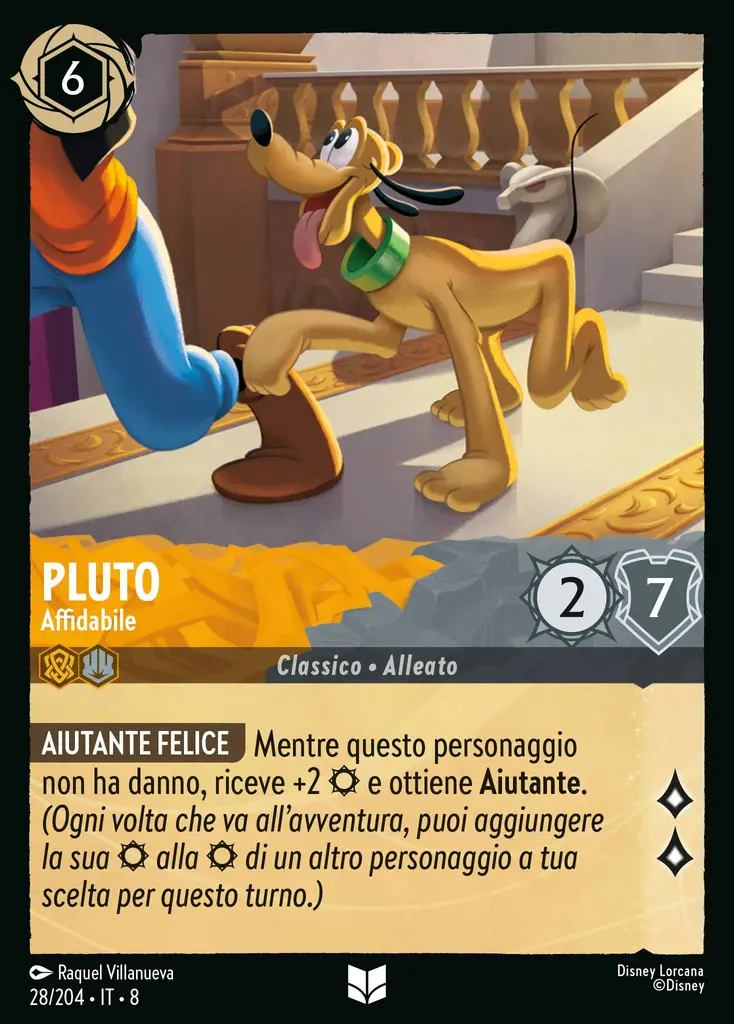 6
PLUTO
Affidabile
2
7
Classico • Alleato
AIUTANTE FELICE Mentre questo personaggio
non ha danno, riceve +2 e ottiene Aiutante.
(Ogni volta che va all'avventura, puoi aggiungere
la sua alla di un altro personaggio a tua
scelta per questo turno.)
Raquel Villanueva
28/204 • IT • 8
Disney Lorcana
©Disney